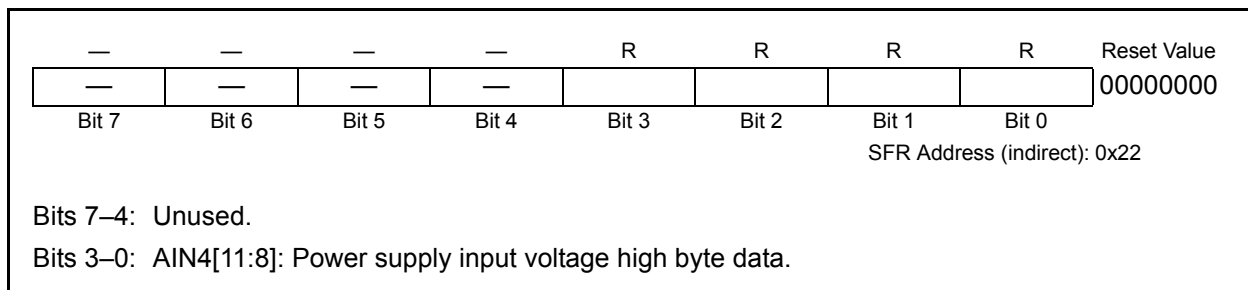 — — — — R R R R Reset Value
— — — — 00000000
Bit 7 Bit 6 Bit 5 Bit 4 Bit 3 Bit 2 Bit 1 Bit 0
SFR Address (indirect): 0x22
Bits 7–4: Unused.
Bits 3–0: AIN4[11:8]: Power supply input voltage high byte data.